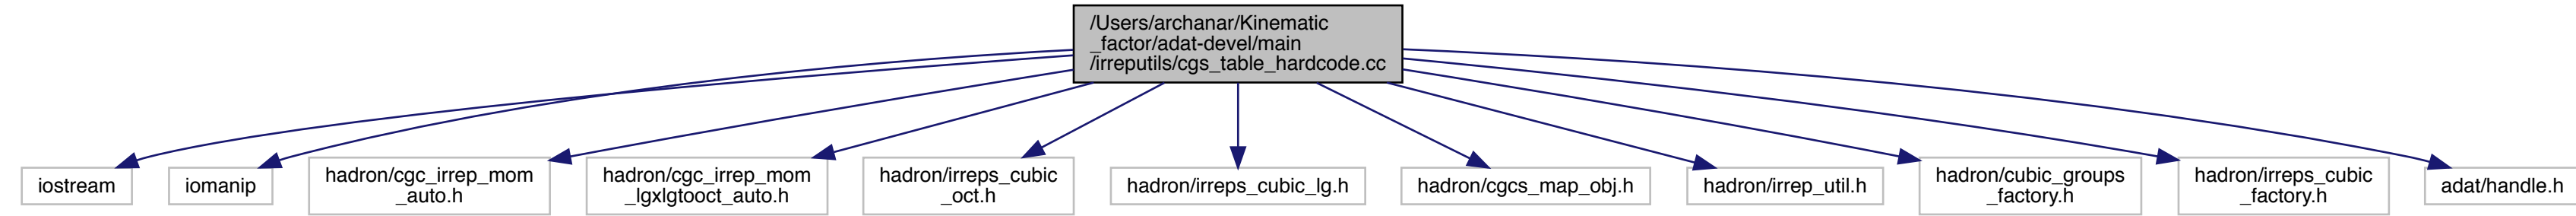 /Users/archanar/Kinematic
_factor/adat-devel/main
/irreputils/cgs_table_hardcode.cc
iostream
iomanip
hadron/cgc_irrep_mom
_auto.h
hadron/cgc_irrep_mom
_lgxlgtooct_auto.h
hadron/irreps_cubic
_oct.h
hadron/irreps_cubic_lg.h
hadron/cgcs_map_obj.h
hadron/irrep_util.h
hadron/cubic_groups
_factory.h
hadron/irreps_cubic
_factory.h
adat/handle.h